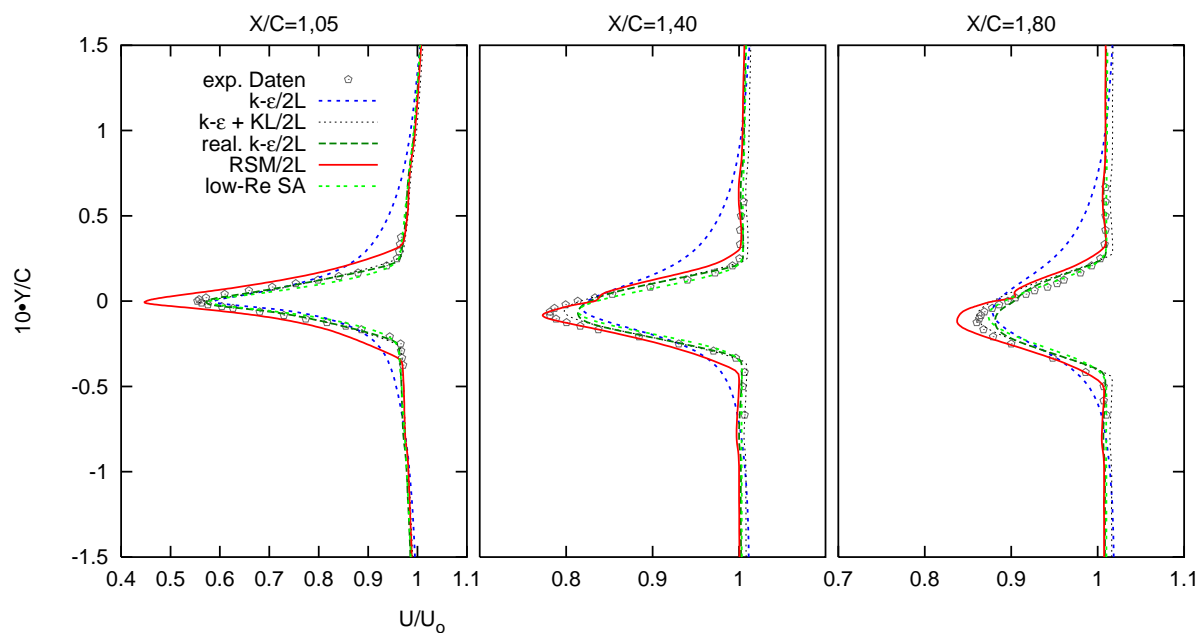 X/C=1,05 X/C=1,40 X/C=1,80
1.5
1
0.5
0
-0.5
-1
-1.5
10•Y/C
exp. Daten
k-ε/2L
k-ε + KL/2L
real. k-ε/2L
RSM/2L
low-Re SA
0.4 0.5 0.6 0.7 0.8 0.9 1 1.1 0.8 0.9 1 0.7 0.8 0.9 1 1.1
U/Uo